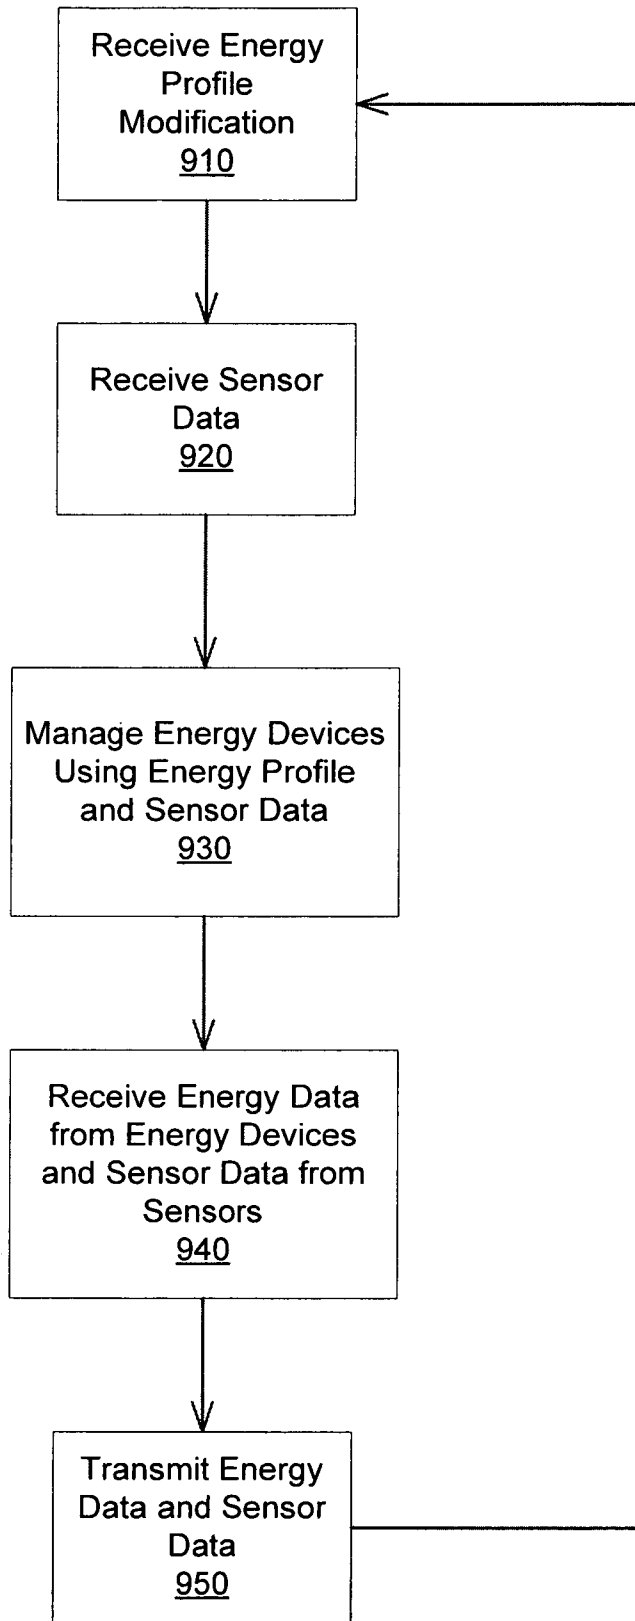 Receive Energy
Profile
Modification
910
Receive Sensor
Data
920
Manage Energy Devices
Using Energy Profile
and Sensor Data
930
Receive Energy Data
from Energy Devices
and Sensor Data from
Sensors
940
Transmit Energy
Data and Sensor
Data
950